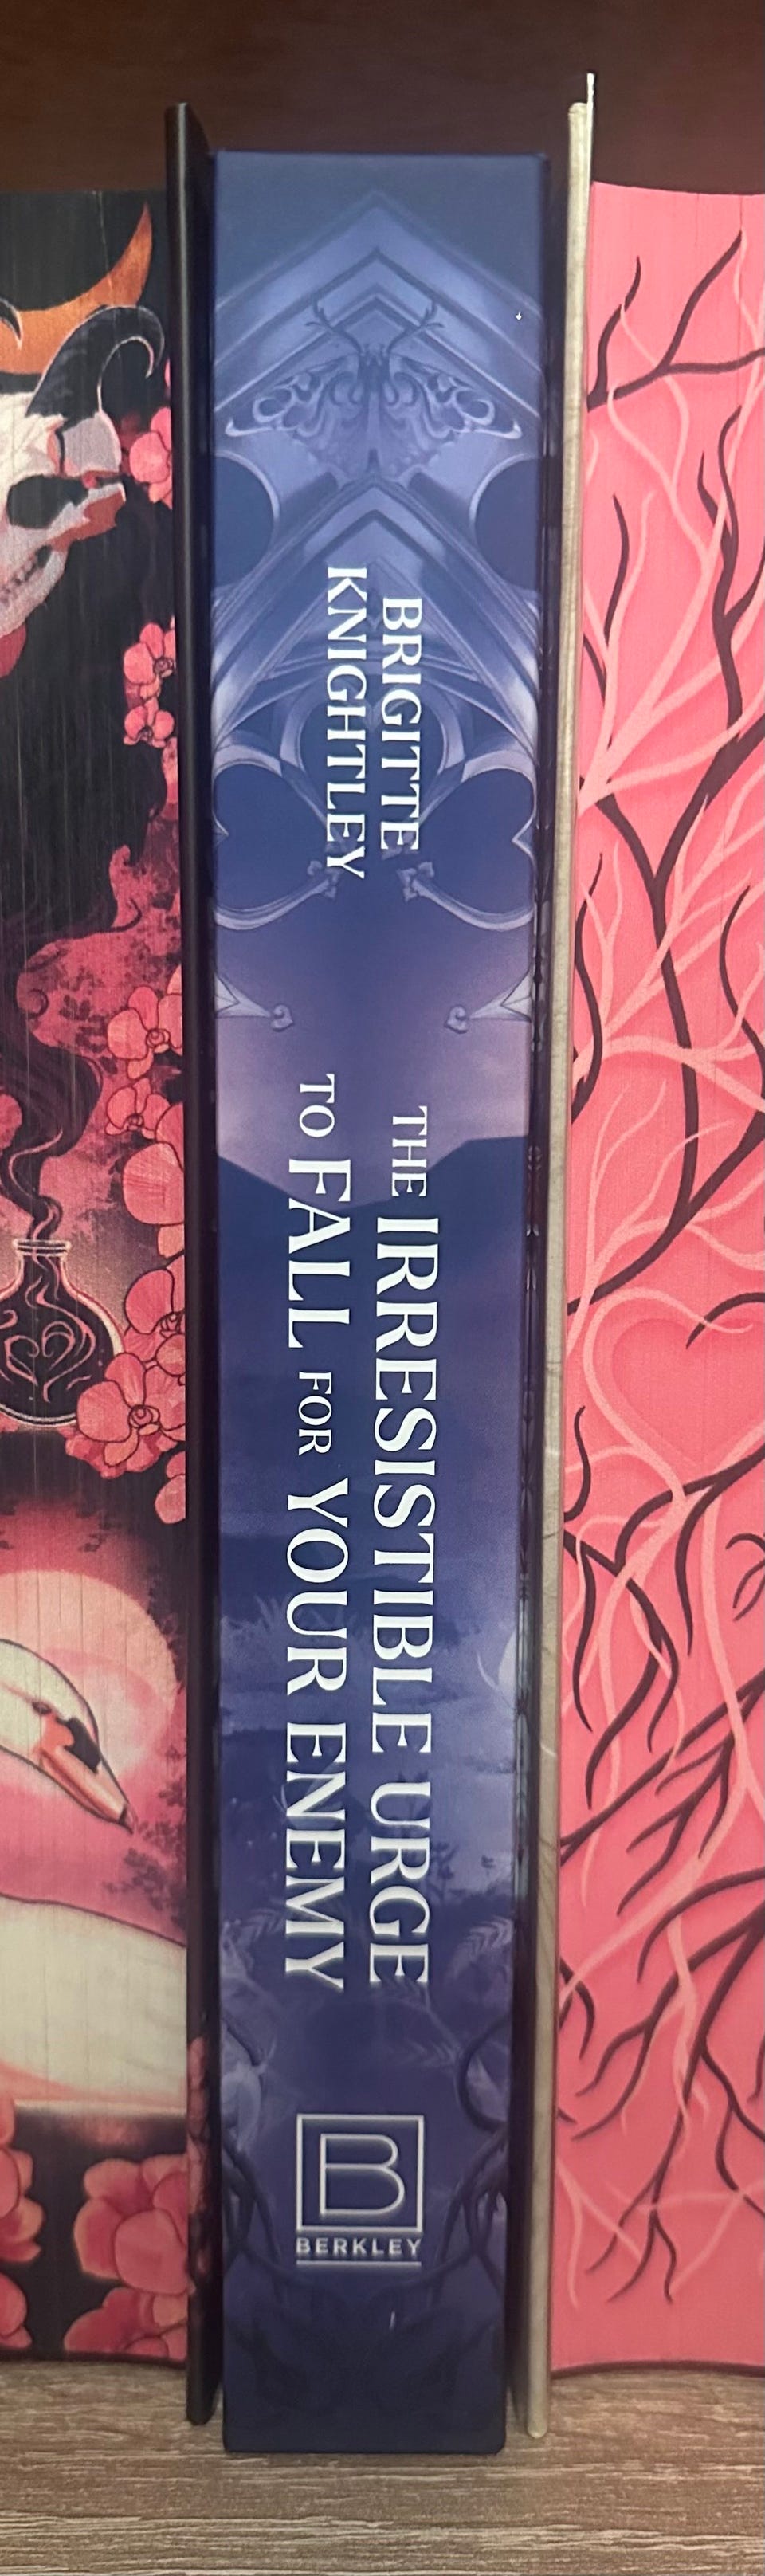 BRIGITTE
KNIGHTLEY
THE IRRESISTIBLE URGE
TO FALL FOR YOUR ENEMY
B
BERKLEY